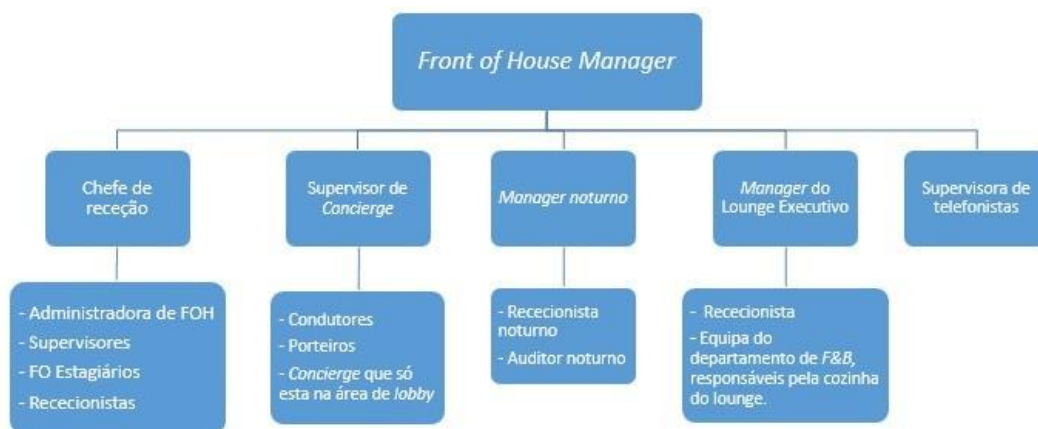 Front of House Manager
Chefe de
receção
Supervisor de
Concierge
Manager noturno
Manager do
Lounge Executivo
Supervisora de
telefonistas
- Administradora de FOH
- Supervisores
- FO Estagiários
- Rececionistas
- Condutores
- Porteiros
- Concierge que só
esta na área de lobby
- Rececionista
noturno
- Auditor noturno
- Rececionista
- Equipa do
departamento de F&B,
responsáveis pela cozinha
do lounge.